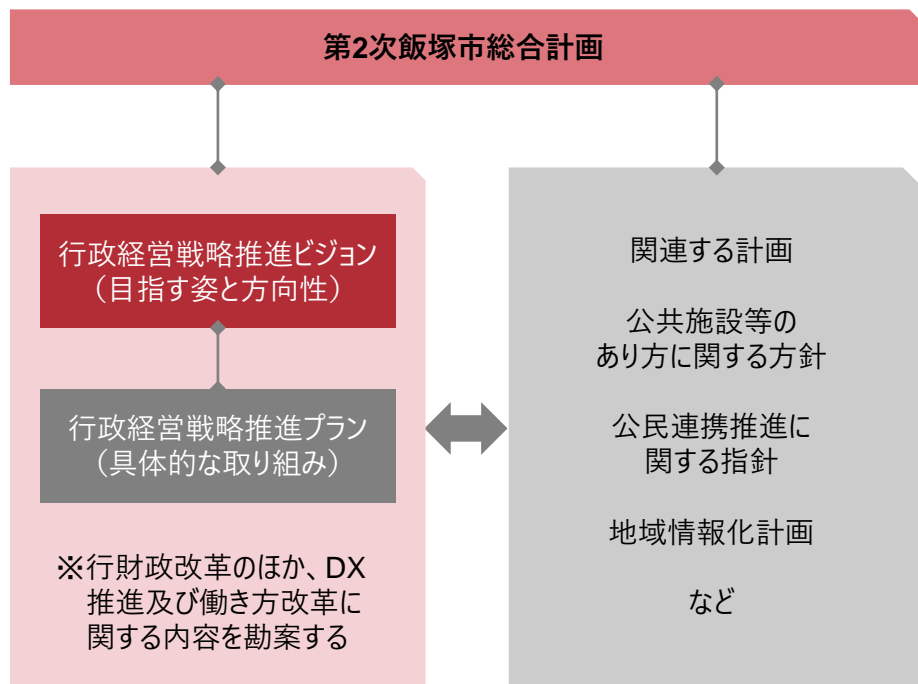 第2次飯塚市総合計画
行政経営戦略推進ビジョン
（目指す姿と方向性）
行政経営戦略推進プラン
（具体的な取り組み）
※行財政改革のほか、DX
推進及び働き方改革に
関する内容を勘案する
関連する計画
公共施設等の
あり方に関する方針
公民連携推進に
関する指針
地域情報化計画
など